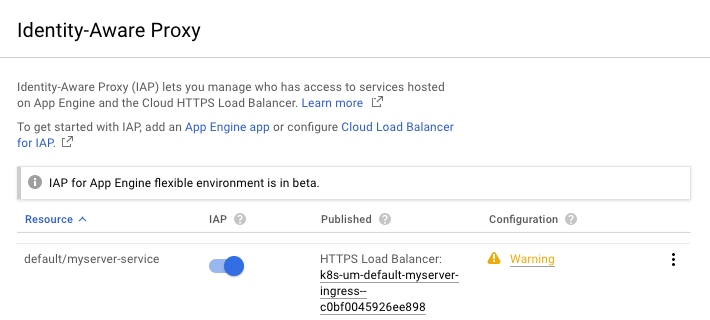 Identity-Aware Proxy
Identity-Aware Proxy (IAP) lets you manage who has access to services hosted
on App Engine and the Cloud HTTPS Load Balancer. Learn more
To get started with IAP, add an App Engine app or configure Cloud Load Balancer
for IAP.
IAP for App Engine flexible environment is in beta.
Resource IAP Published Configuration
default/myserver-service HTTPS Load Balancer: Warning
k8s-um-default-myserver-
ingress--
c0bf0045926ee898